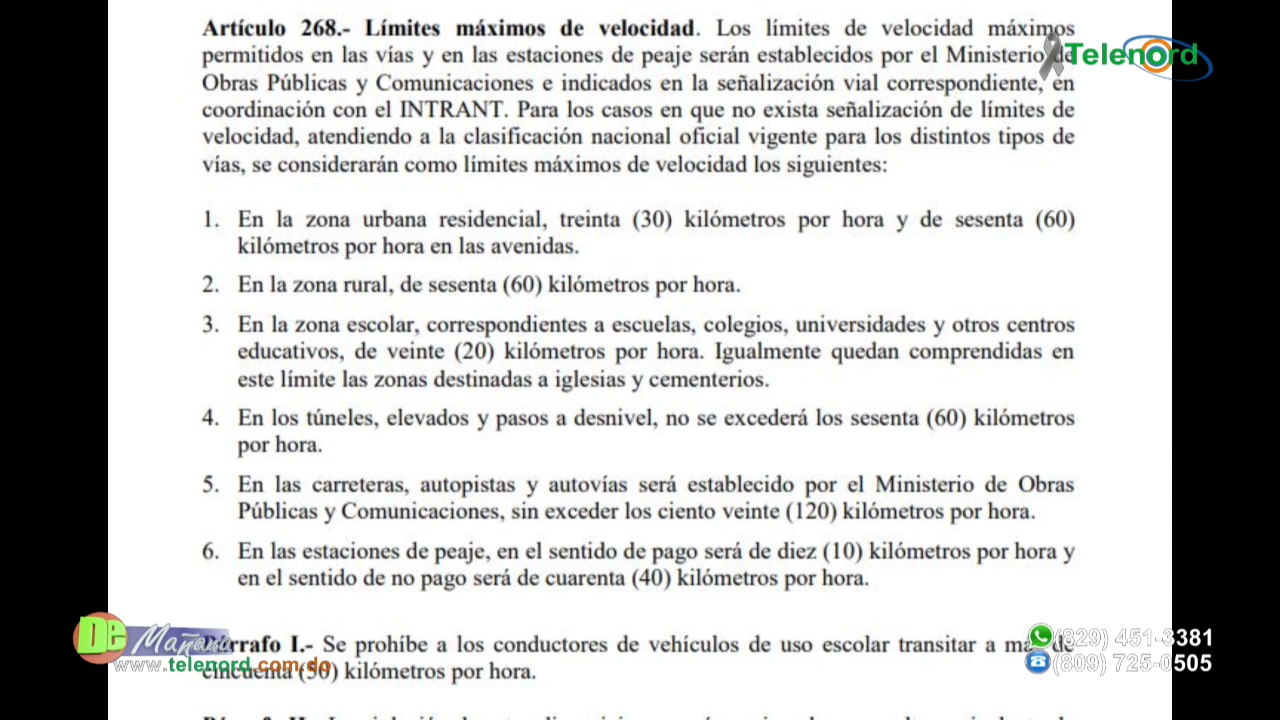 Artículo 268.- Límites máximos de velocidad. Los límites de velocidad máximos
permitidos en las vías y en las estaciones de peaje serán establecidos por el Ministerio de
Telenord
Obras Públicas y Comunicaciones e indicados en la señalización vial correspondiente, en
coordinación con el INTRANT. Para los casos en que no exista señalización de límites de
velocidad, atendiendo a la clasificación nacional oficial vigente para los distintos tipos de
vías, se considerarán como límites máximos de velocidad los siguientes:
1. En la zona urbana residencial, treinta (30) kilómetros por hora y de sesenta (60)
kilómetros por hora en las avenidas.
2. En la zona rural, de sesenta (60) kilómetros por hora.
3. En la zona escolar, correspondientes a escuelas, colegios, universidades y otros centros
educativos, de veinte (20) kilómetros por hora. Igualmente quedan comprendidas en
este límite las zonas destinadas a iglesias y cementerios.
4. En los túneles, elevados y pasos a desnivel, no se excederá los sesenta (60) kilómetros
por hora.
5. En las carreteras, autopistas y autovías será establecido por el Ministerio de Obras
Públicas y Comunicaciones, sin exceder los ciento veinte (120) kilómetros por hora.
6. En las estaciones de peaje, en el sentido de pago será de diez (10) kilómetros por hora y
en el sentido de no pago será de cuarenta (40) kilómetros por hora.
De Mañana
Párrafo I.- Se prohíbe a los conductores de vehículos de uso escolar transitar a más de
(829) 451-3381
www.telenord.com.do
cincuenta (50) kilómetros por hora.
(809) 725-0505